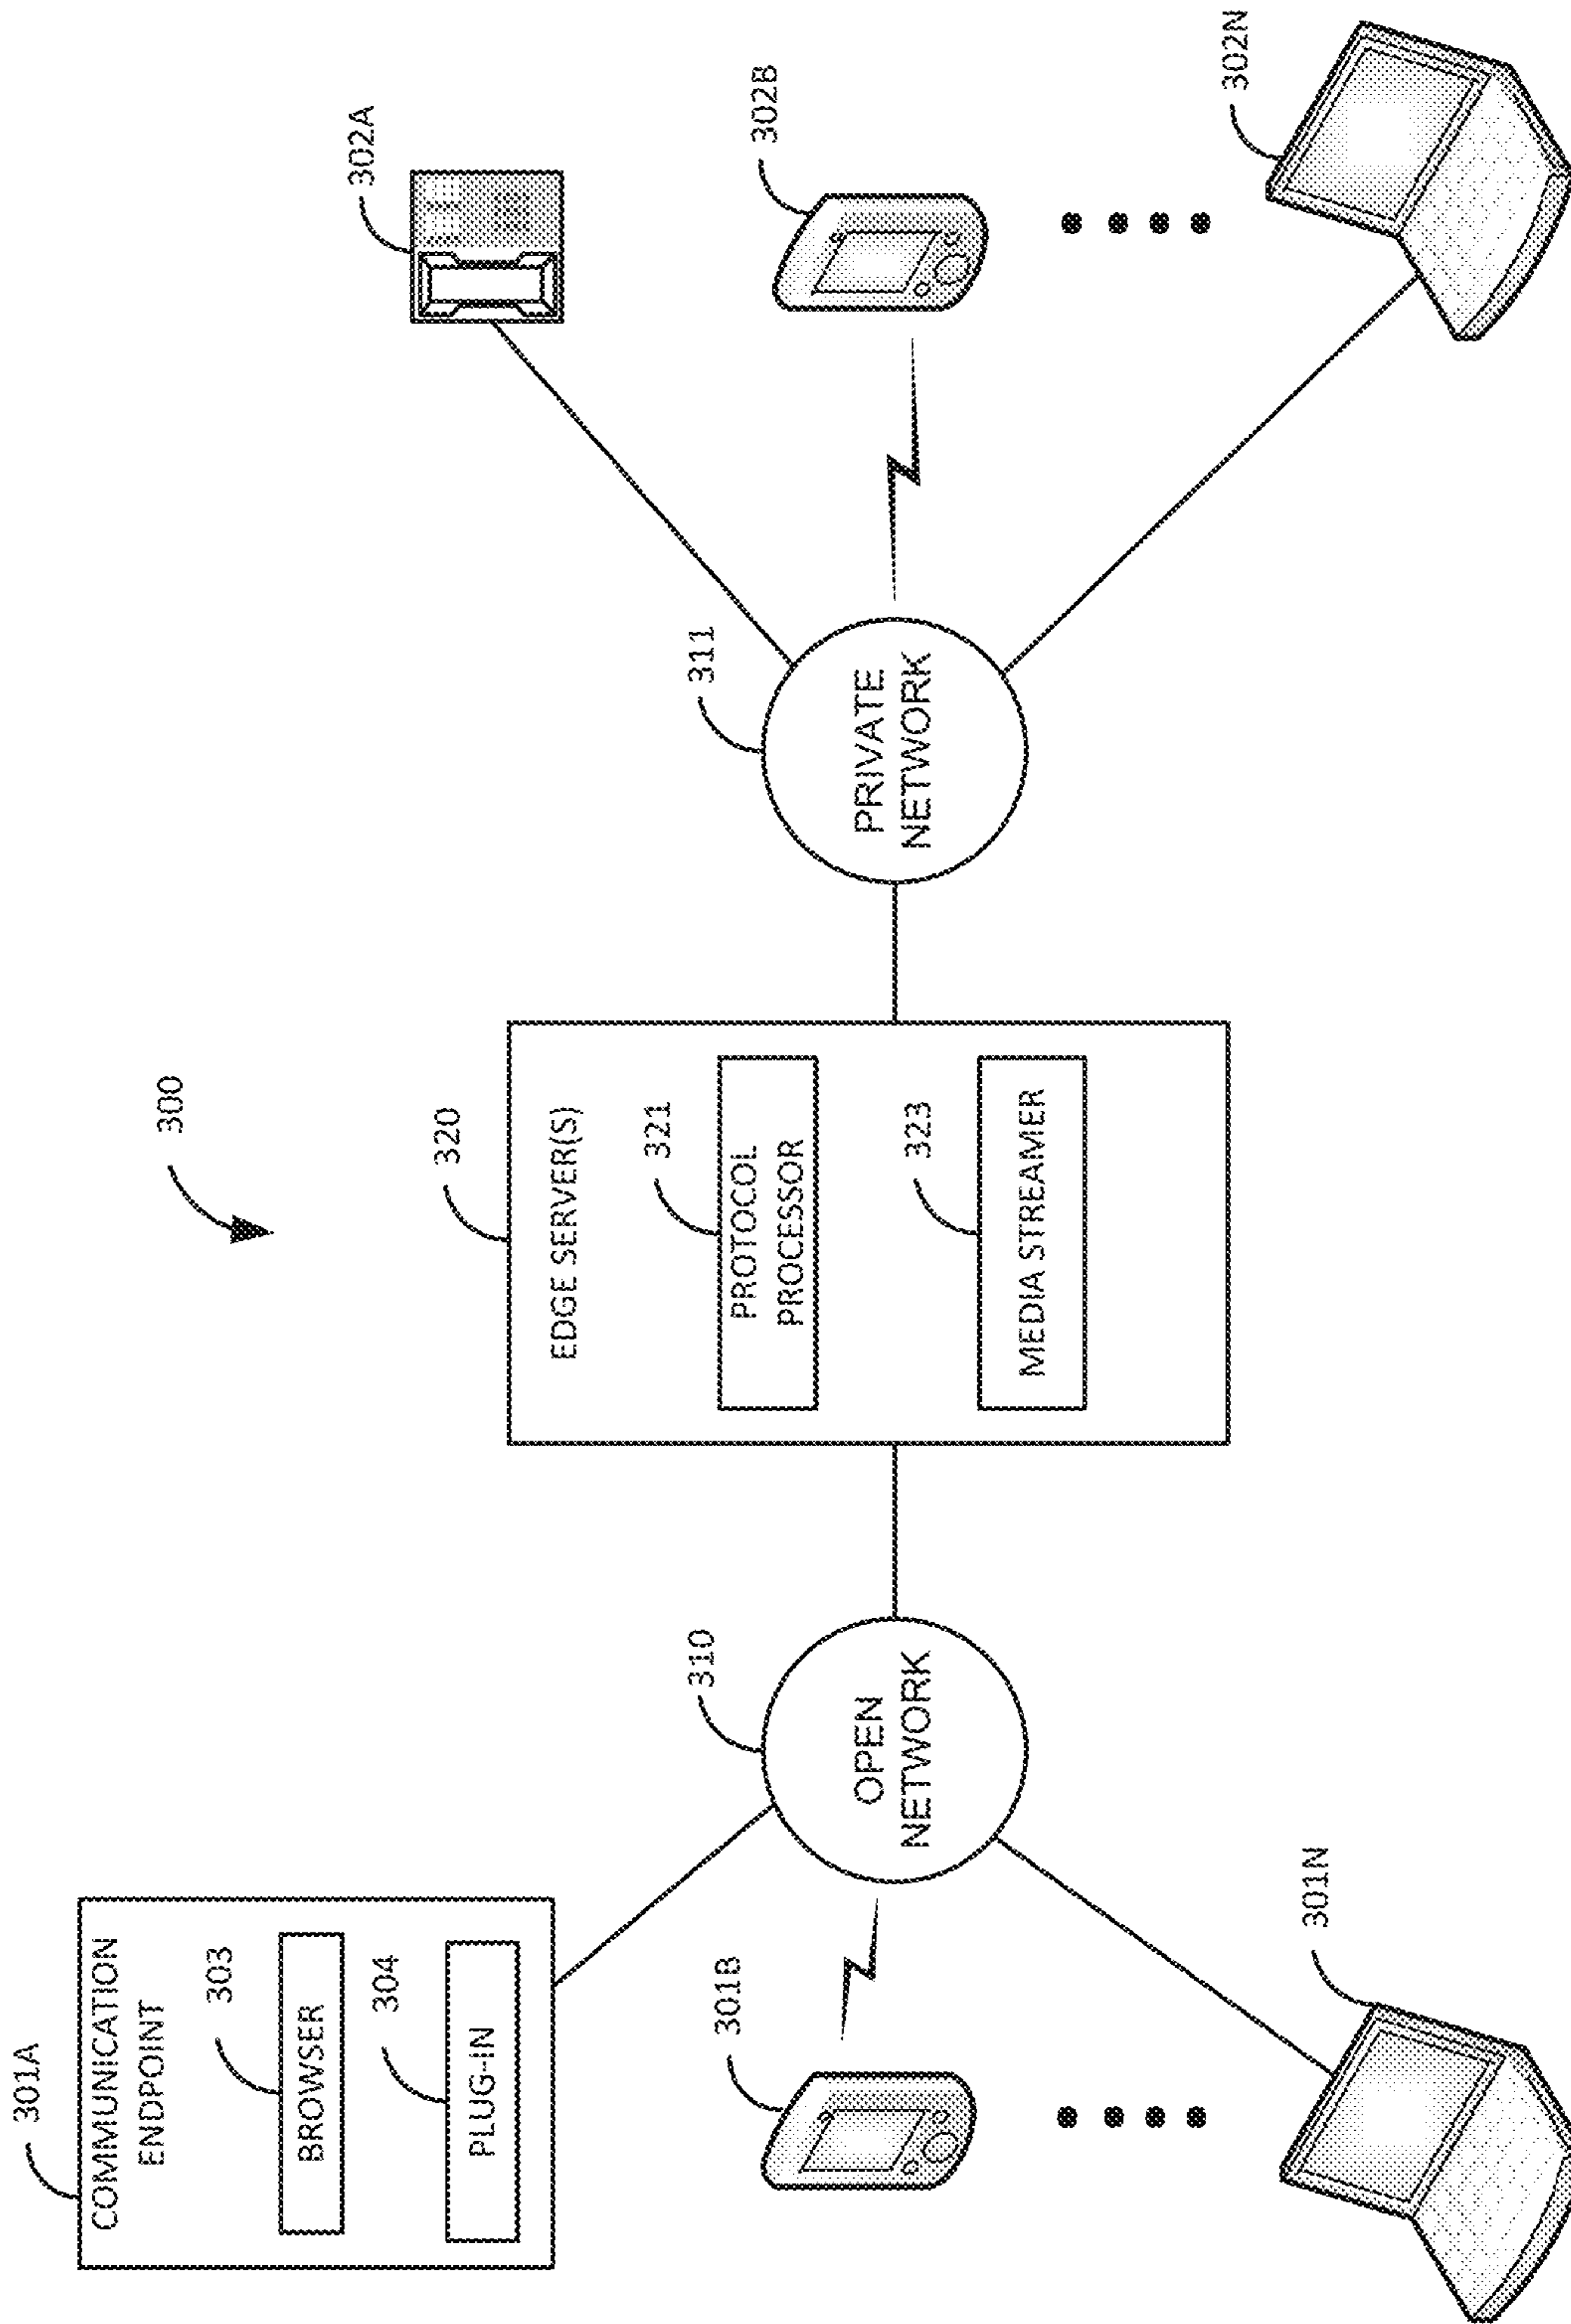 300
301A
COMMUNICATION
ENDPOINT
303
BROWSER
304
PLUG-IN
301B
301N
310
OPEN
NETWORK
320
EDGE SERVER(S)
321
PROTOCOL
PROCESSOR
323
MEDIA STREAMER
311
PRIVATE
NETWORK
302A
302B
302N